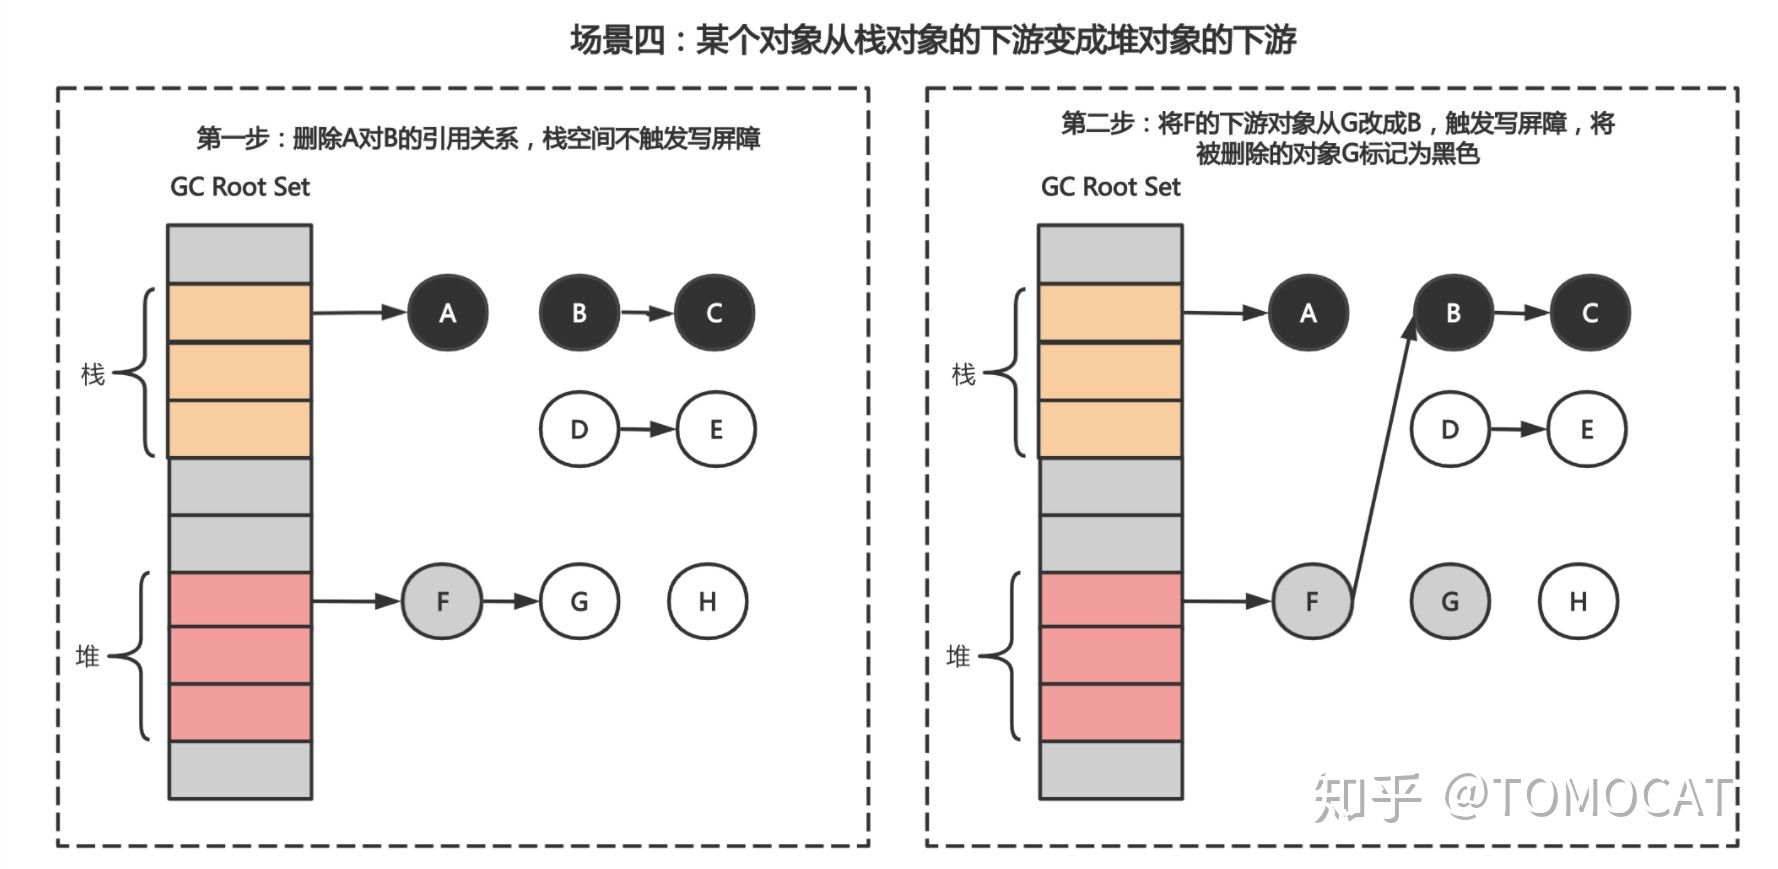 场景四：某个对象从栈对象的下游变成堆对象的下游
第一步：删除A对B的引用关系，栈空间不触发写屏障
GC Root Set
栈
A
B
C
D
E
堆
F
G
H
第二步：将F的下游对象从G改成B，触发写屏障，将
被删除的对象G标记为黑色
GC Root Set
栈
A
B
C
D
E
堆
F
G
H
知乎 @TOMOCAT